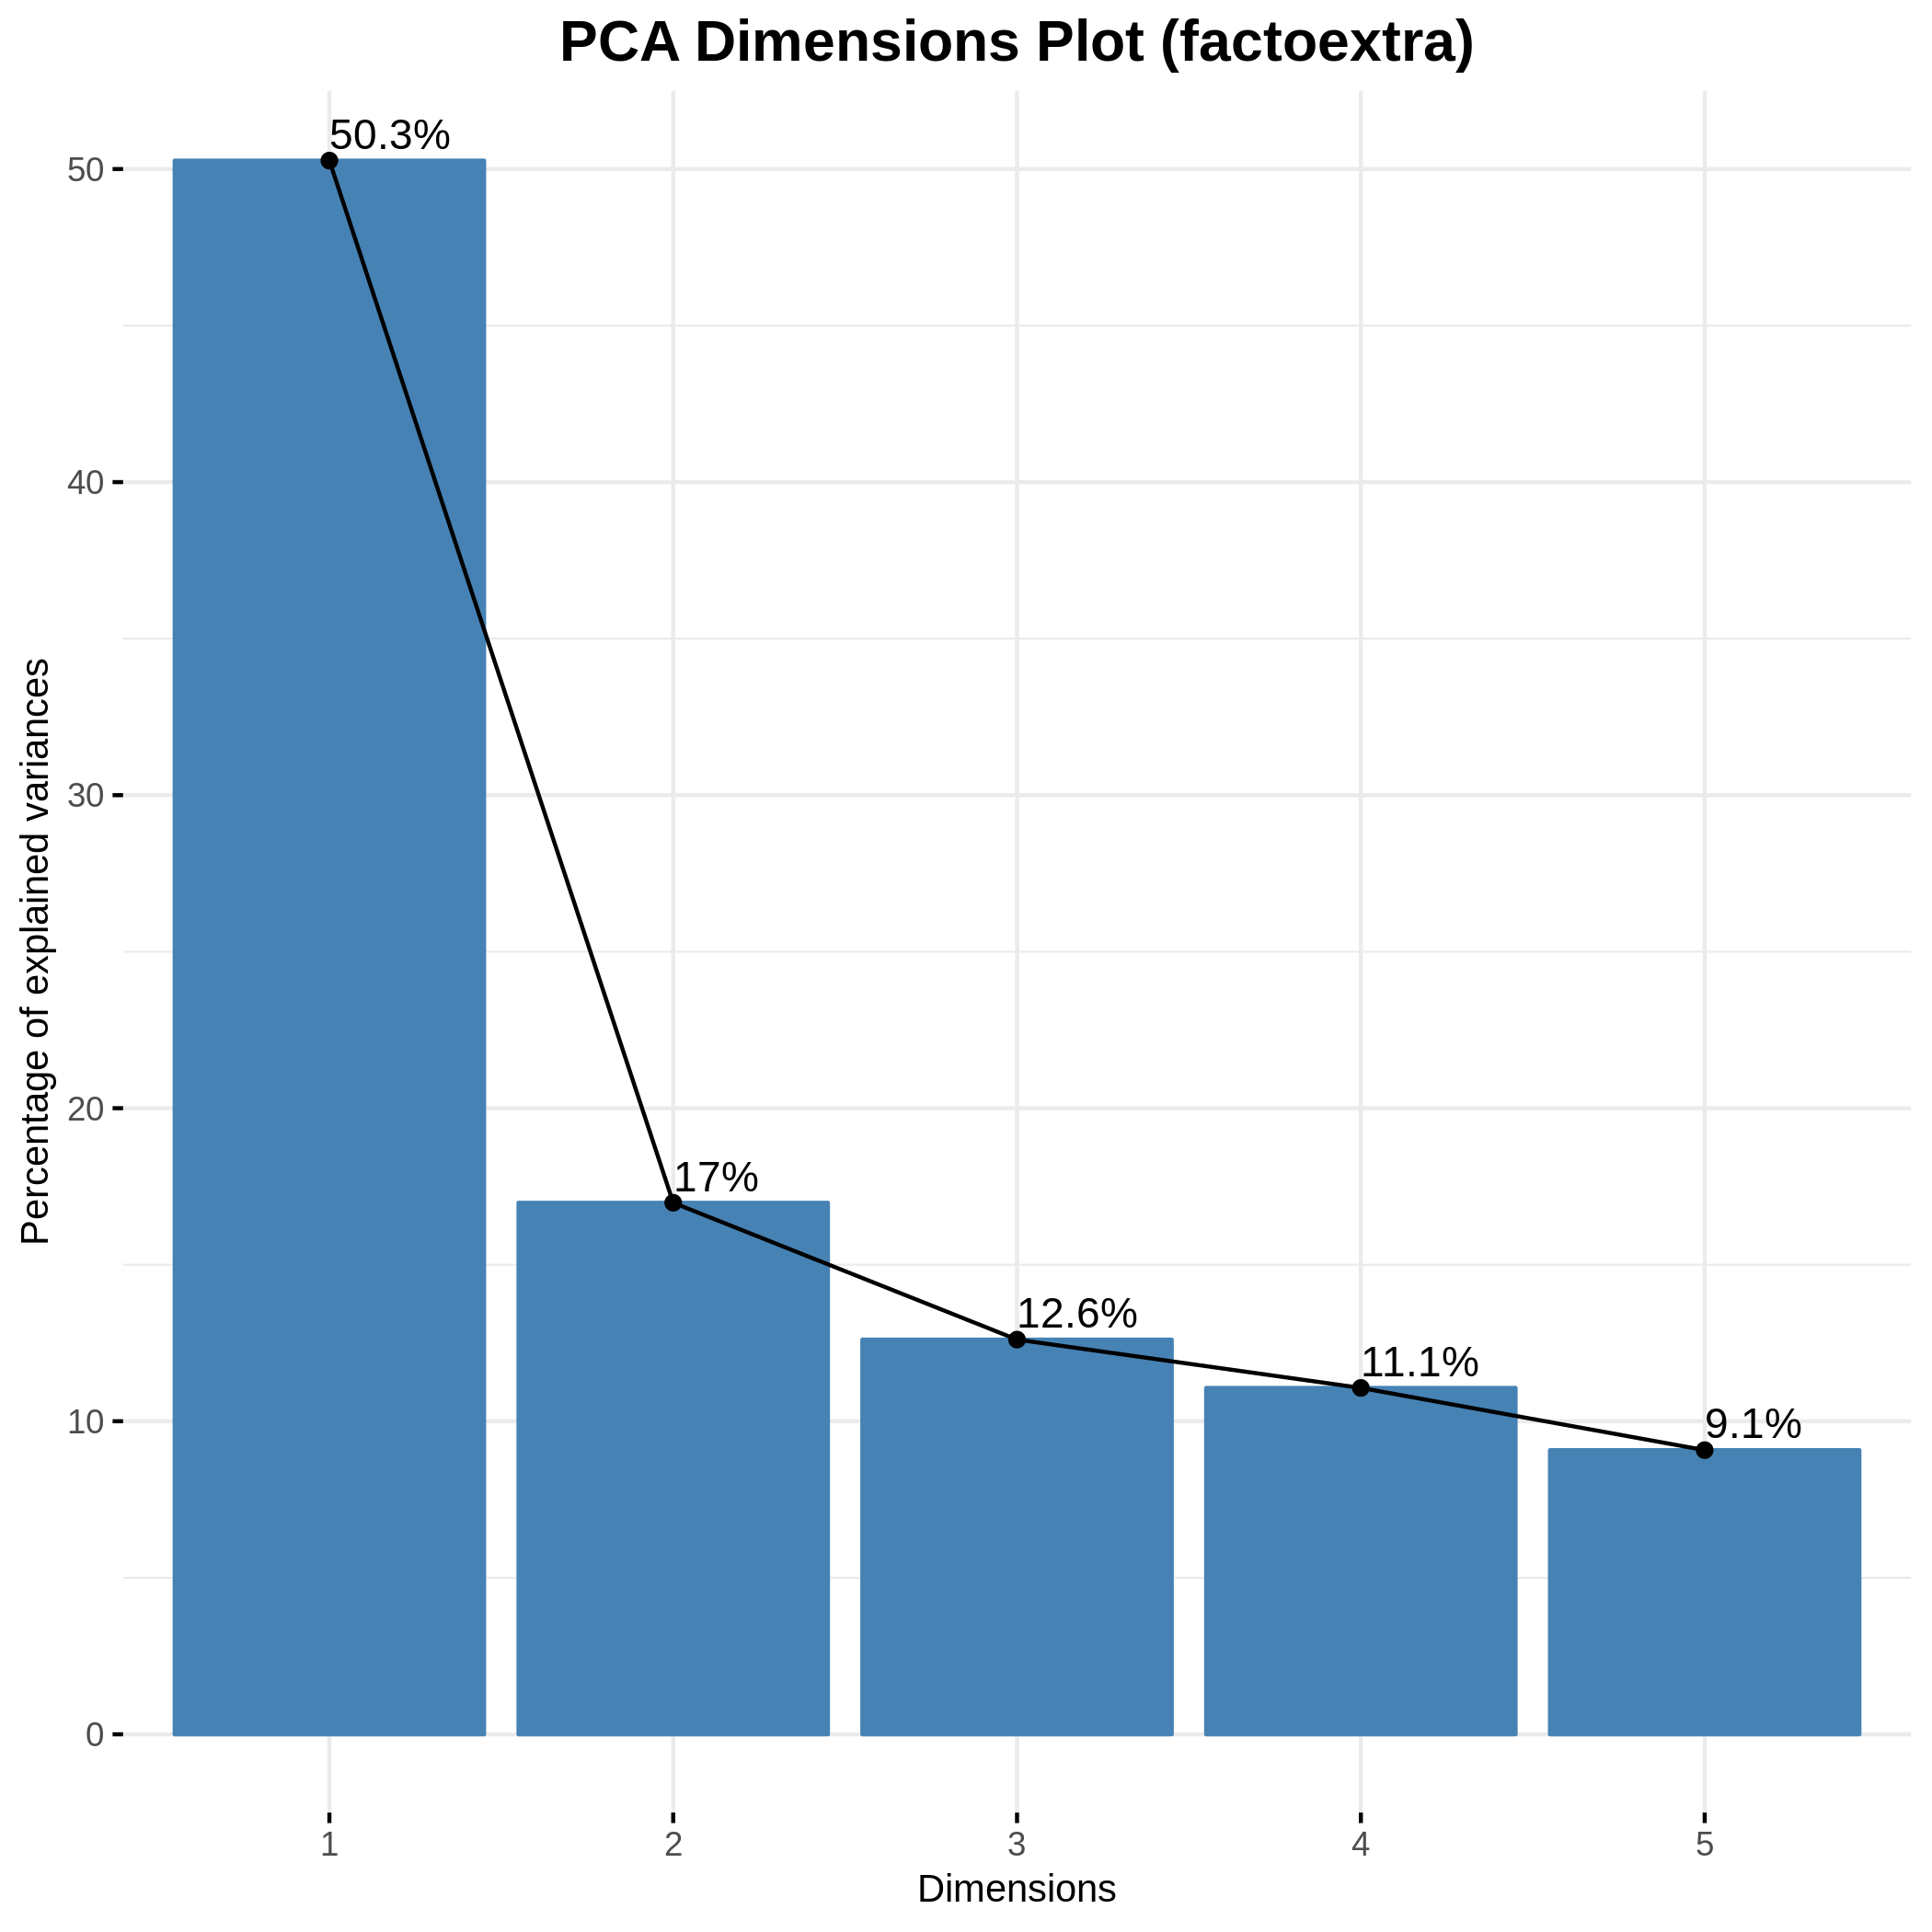 PCA Dimensions Plot (factoextra)
50.3%
50
40
30
20
17%
12.6%
11.1%
10
9.1%
0
Percentage of explained variances
1 2 3 4 5
Dimensions